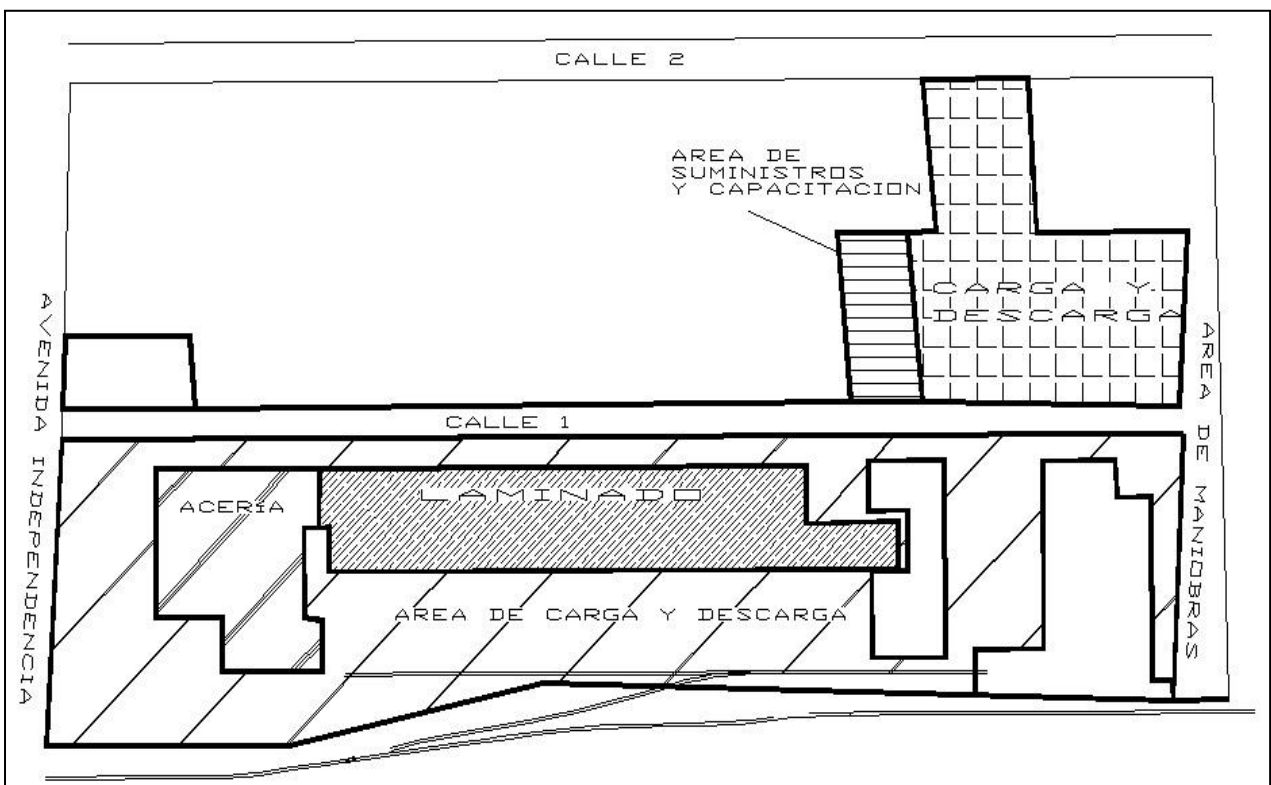 CALLE 2
AREA DE
SUMINISTROS
Y CAPACITACION
CARGA Y
DESCARGA
AVENIDA INDEPENDENCIA
CALLE 1
AREA DE MANIOBRAS
ACERIA
LAMINADO
AREA DE CARGA Y DESCARGA